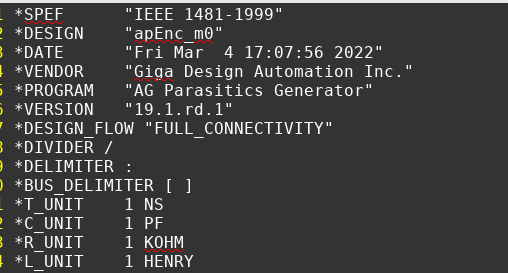 1 *SPEF      "IEEE 1481-1999"
2 *DESIGN    "apEnc_m0"
3 *DATE      "Fri Mar  4 17:07:56 2022"
4 *VENDOR    "Giga Design Automation Inc."
5 *PROGRAM   "AG Parasitics Generator"
6 *VERSION   "19.1.rd.1"
7 *DESIGN_FLOW "FULL_CONNECTIVITY"
8 *DIVIDER /
9 *DELIMITER :
0 *BUS_DELIMITER [ ]
1 *T_UNIT    1 NS
2 *C_UNIT    1 PF
3 *R_UNIT    1 KOHM
4 *L_UNIT    1 HENRY